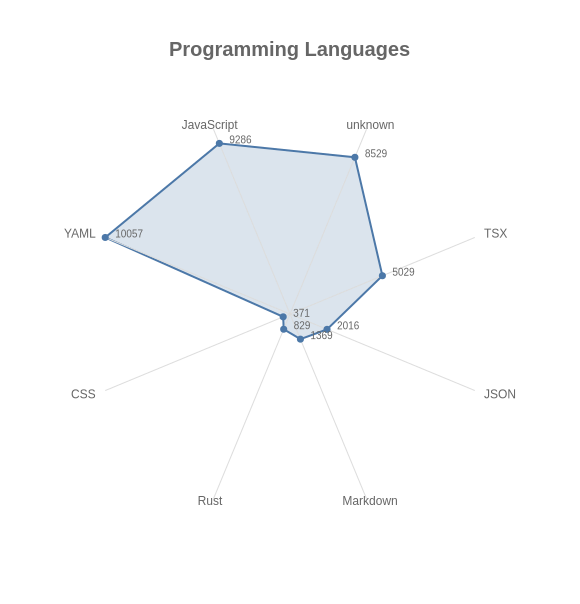 Programming Languages
JavaScript
unknown
9286
8529
YAML
10057
TSX
5029
371
829
2016
1369
CSS
JSON
Rust
Markdown